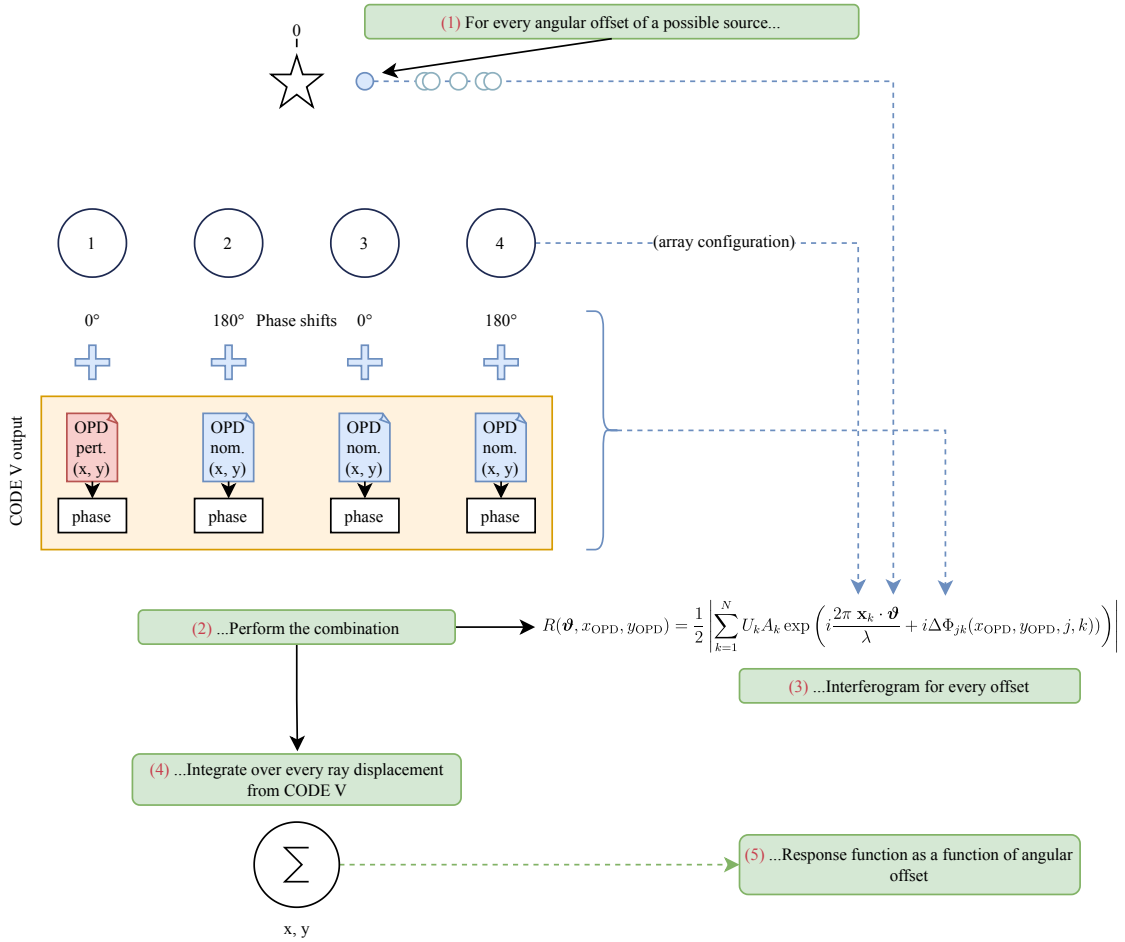 (1) For every angular offset of a possible source...
0
1
2
3
4
(array configuration)
0°
180°
Phase shifts
0°
180°
CODE V output
OPD
pert.
(x, y)
OPD
nom.
(x, y)
OPD
nom.
(x, y)
OPD
nom.
(x, y)
phase
phase
phase
phase
(2) ...Perform the combination
R(𝝑, x_OPD, y_OPD) = 1/2 |∑_{k=1}^{N} U_k A_k exp (i 2π 𝐱_k · 𝝑/λ + iΔΦ_jk(x_OPD, y_OPD, j, k))|
(3) ...Interferogram for every offset
(4) ...Integrate over every ray displacement
from CODE V
∑
x, y
(5) ...Response function as a function of angular
offset